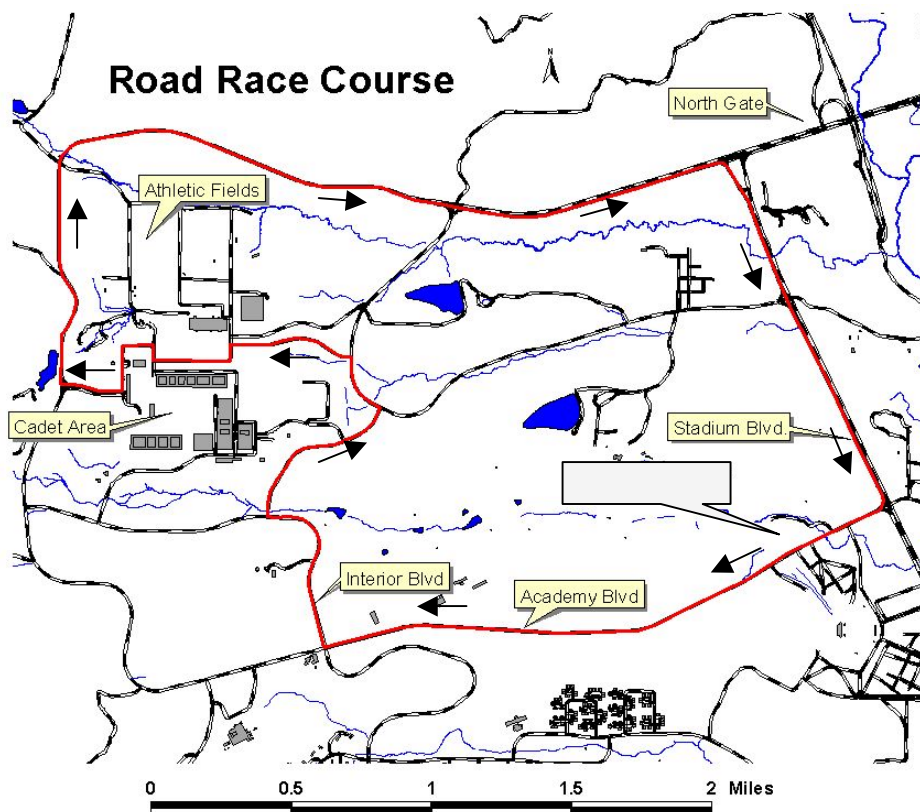 N
Road Race Course
North Gate
Athletic Fields
Cadet Area
Stadium Blvd.
Interior Blvd
Academy Blvd
0 0.5 1 1.5 2 Miles